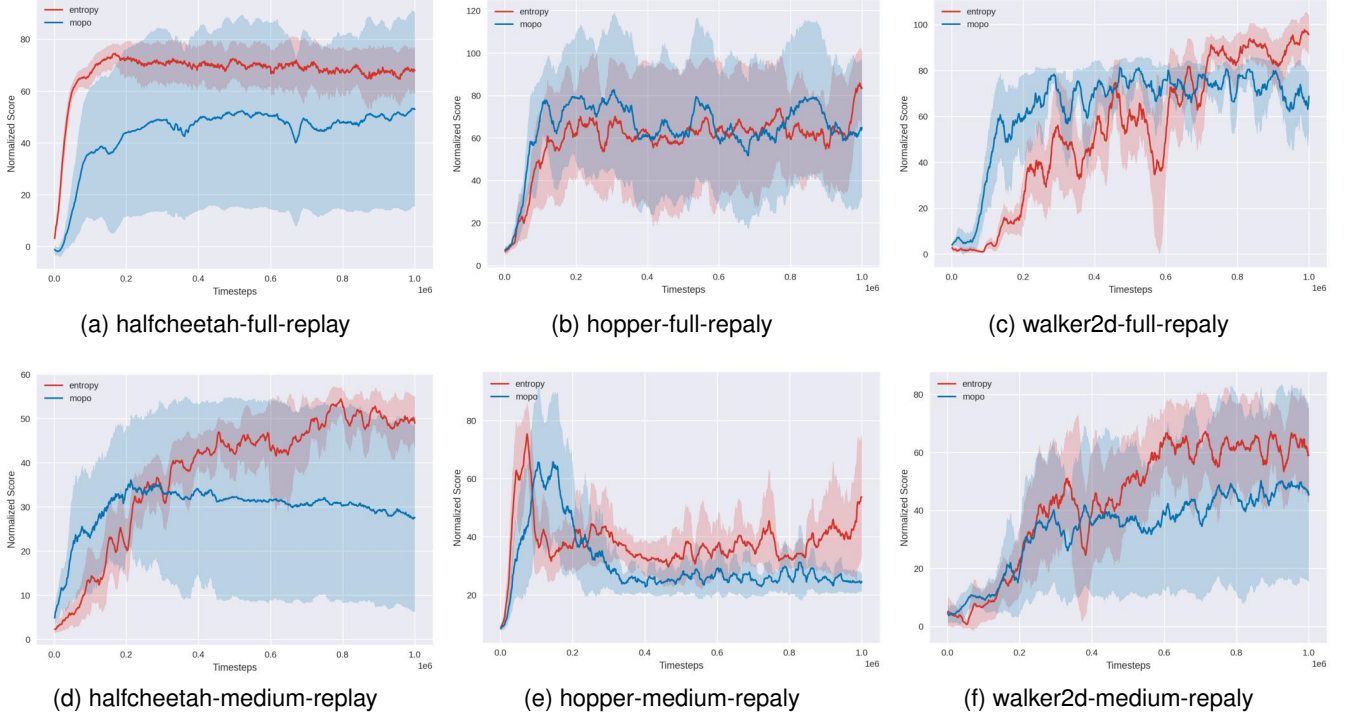 entropy
mopo
Normalized Score
80
60
40
20
0
0.0 0.2 0.4 0.6 0.8 1.0
Timesteps
1e6
(a) halfcheetah-full-replay
entropy
mopo
Normalized Score
120
100
80
60
40
20
0
0.0 0.2 0.4 0.6 0.8 1.0
Timesteps
1e6
(b) hopper-full-repaly
entropy
mopo
Normalized Score
100
80
60
40
20
0
0.0 0.2 0.4 0.6 0.8 1.0
Timesteps
1e6
(c) walker2d-full-repaly
entropy
mopo
Normalized Score
60
50
40
30
20
10
0
0.0 0.2 0.4 0.6 0.8 1.0
Timesteps
1e6
(d) halfcheetah-medium-replay
entropy
mopo
Normalized Score
80
60
40
20
0.0 0.2 0.4 0.6 0.8 1.0
Timesteps
1e6
(e) hopper-medium-repaly
entropy
mopo
Normalized Score
80
60
40
20
0
0.0 0.2 0.4 0.6 0.8 1.0
Timesteps
1e6
(f) walker2d-medium-repaly